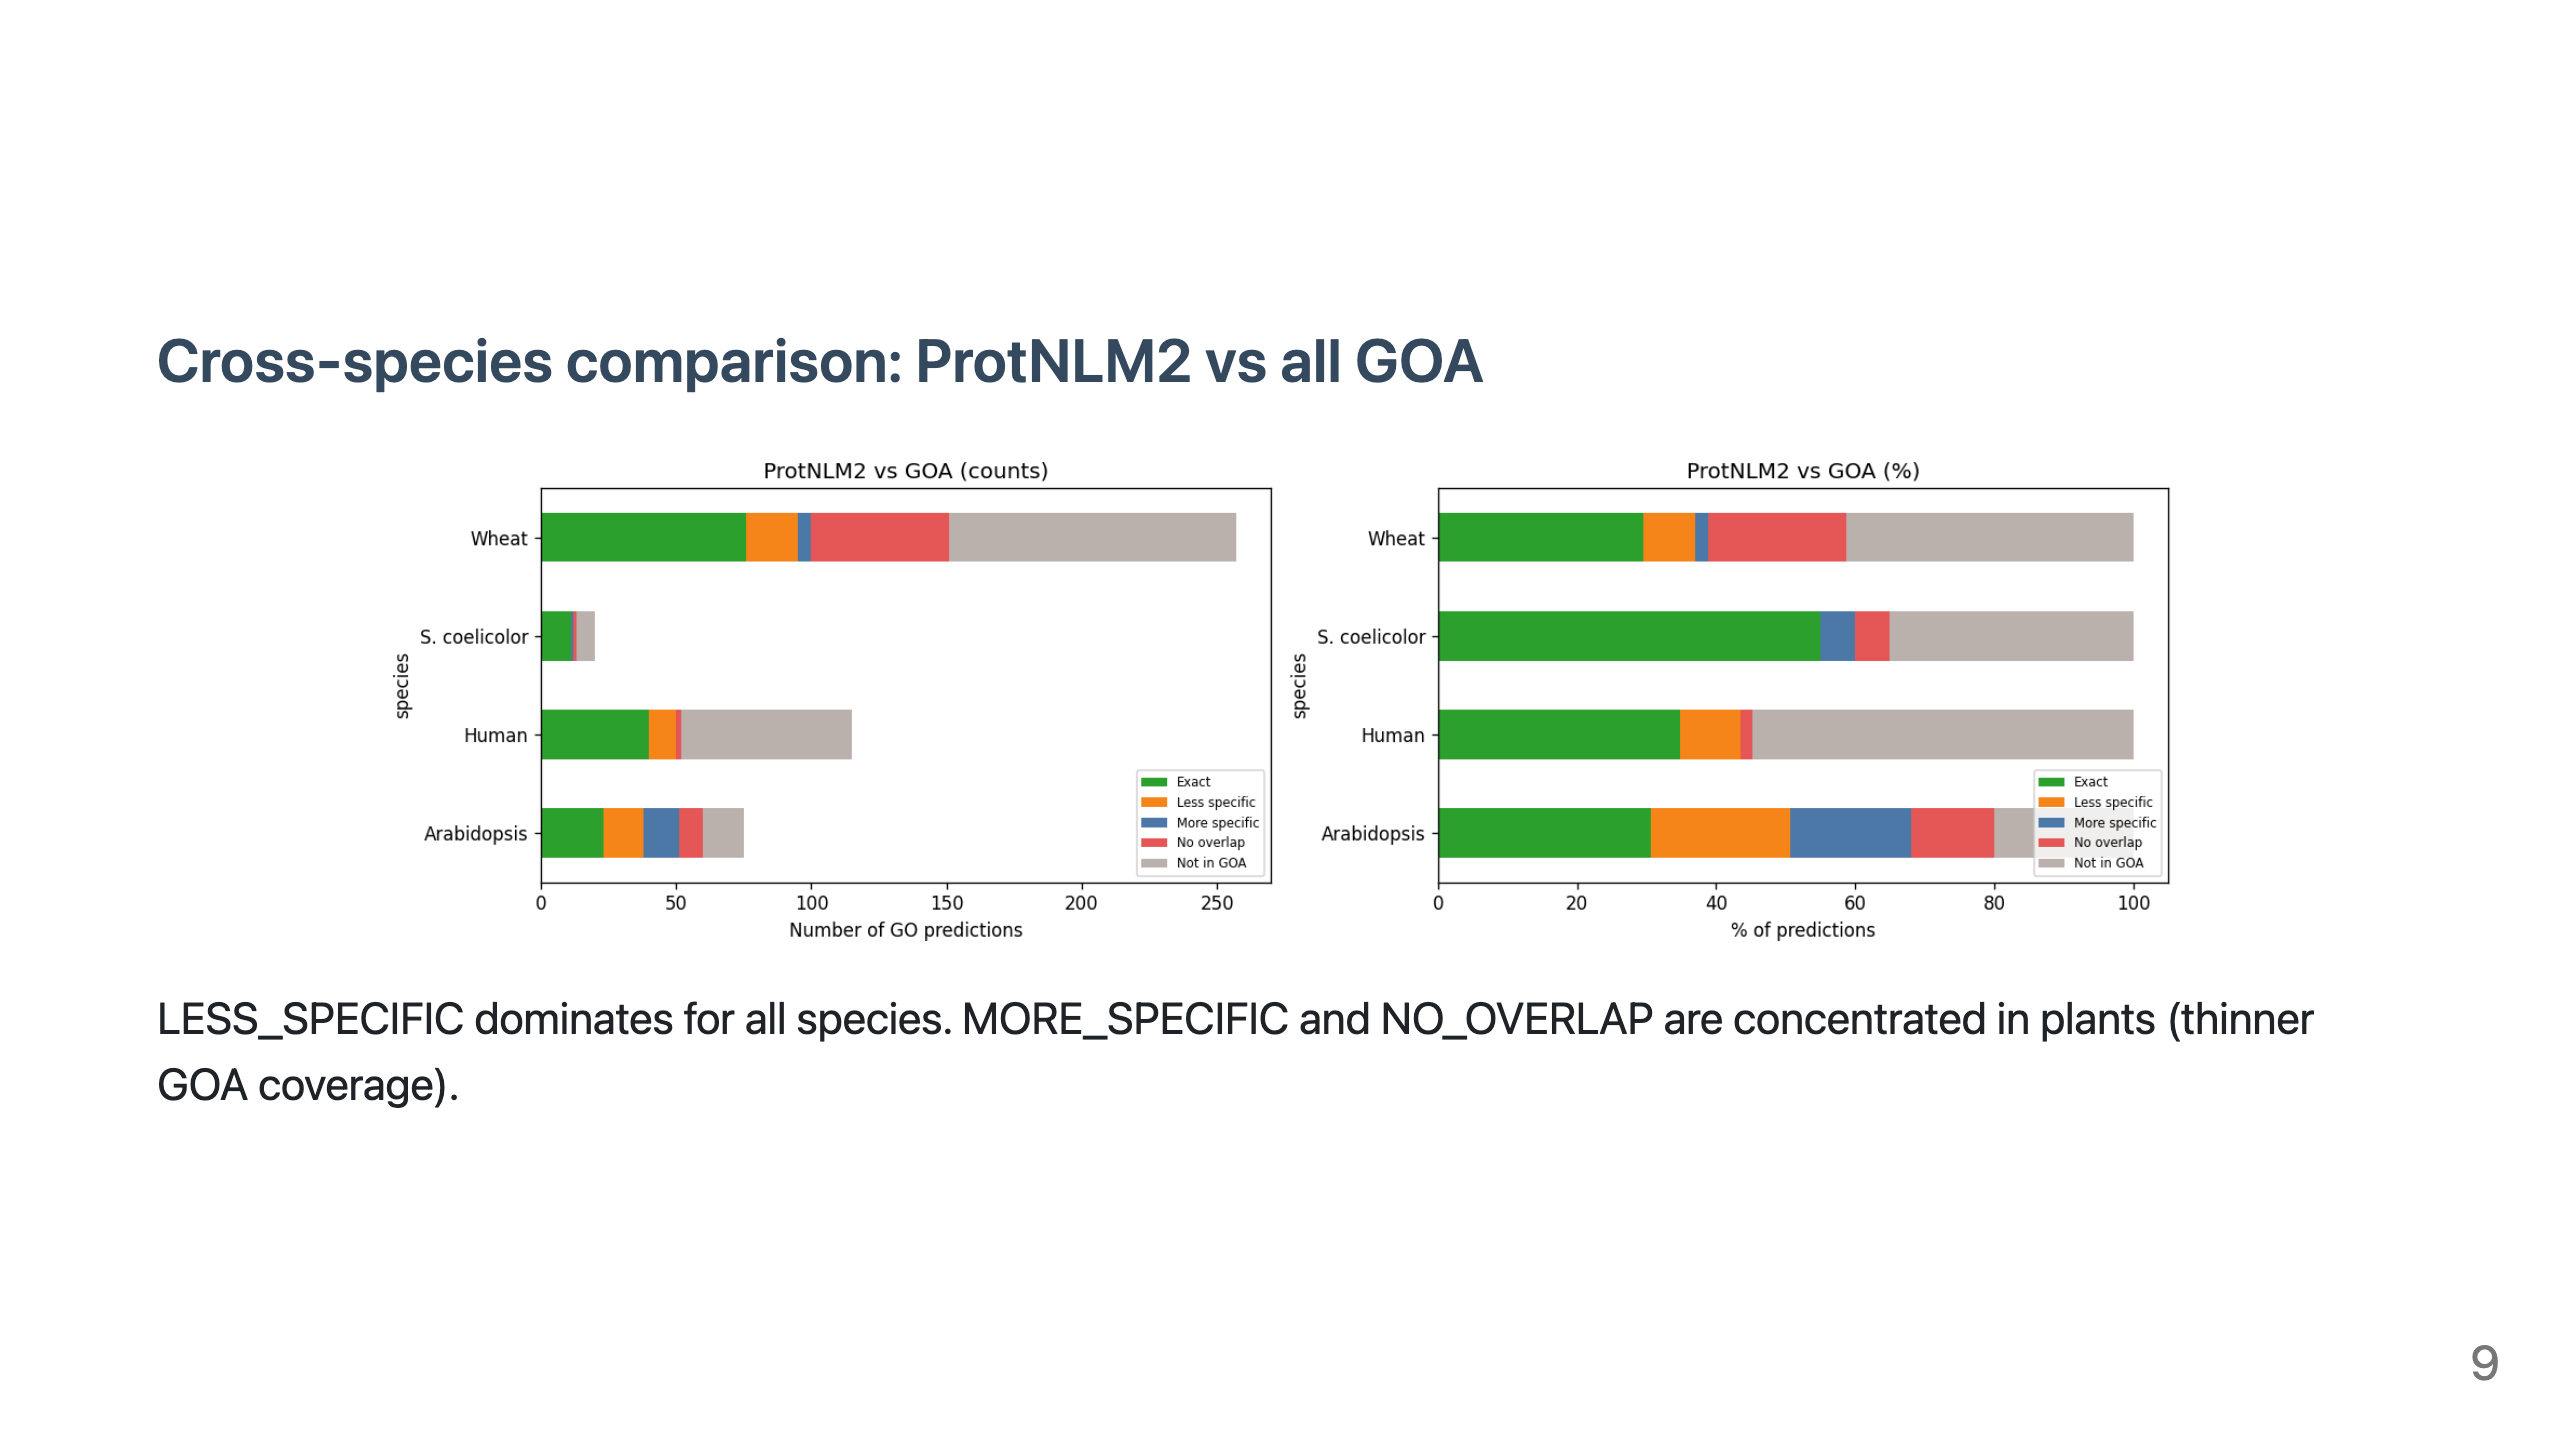 Cross-species comparison: ProtNLM2 vs all GOA
ProtNLM2 vs GOA (counts)
species
Wheat
S. coelicolor
Human
Arabidopsis
Exact
Less specific
More specific
No overlap
Not in GOA
0 50 100 150 200 250
Number of GO predictions
ProtNLM2 vs GOA (%)
species
Wheat
S. coelicolor
Human
Arabidopsis
Exact
Less specific
More specific
No overlap
Not in GOA
0 20 40 60 80 100
% of predictions
LESS_SPECIFIC dominates for all species. MORE_SPECIFIC and NO_OVERLAP are concentrated in plants (thinner
GOA coverage).
9